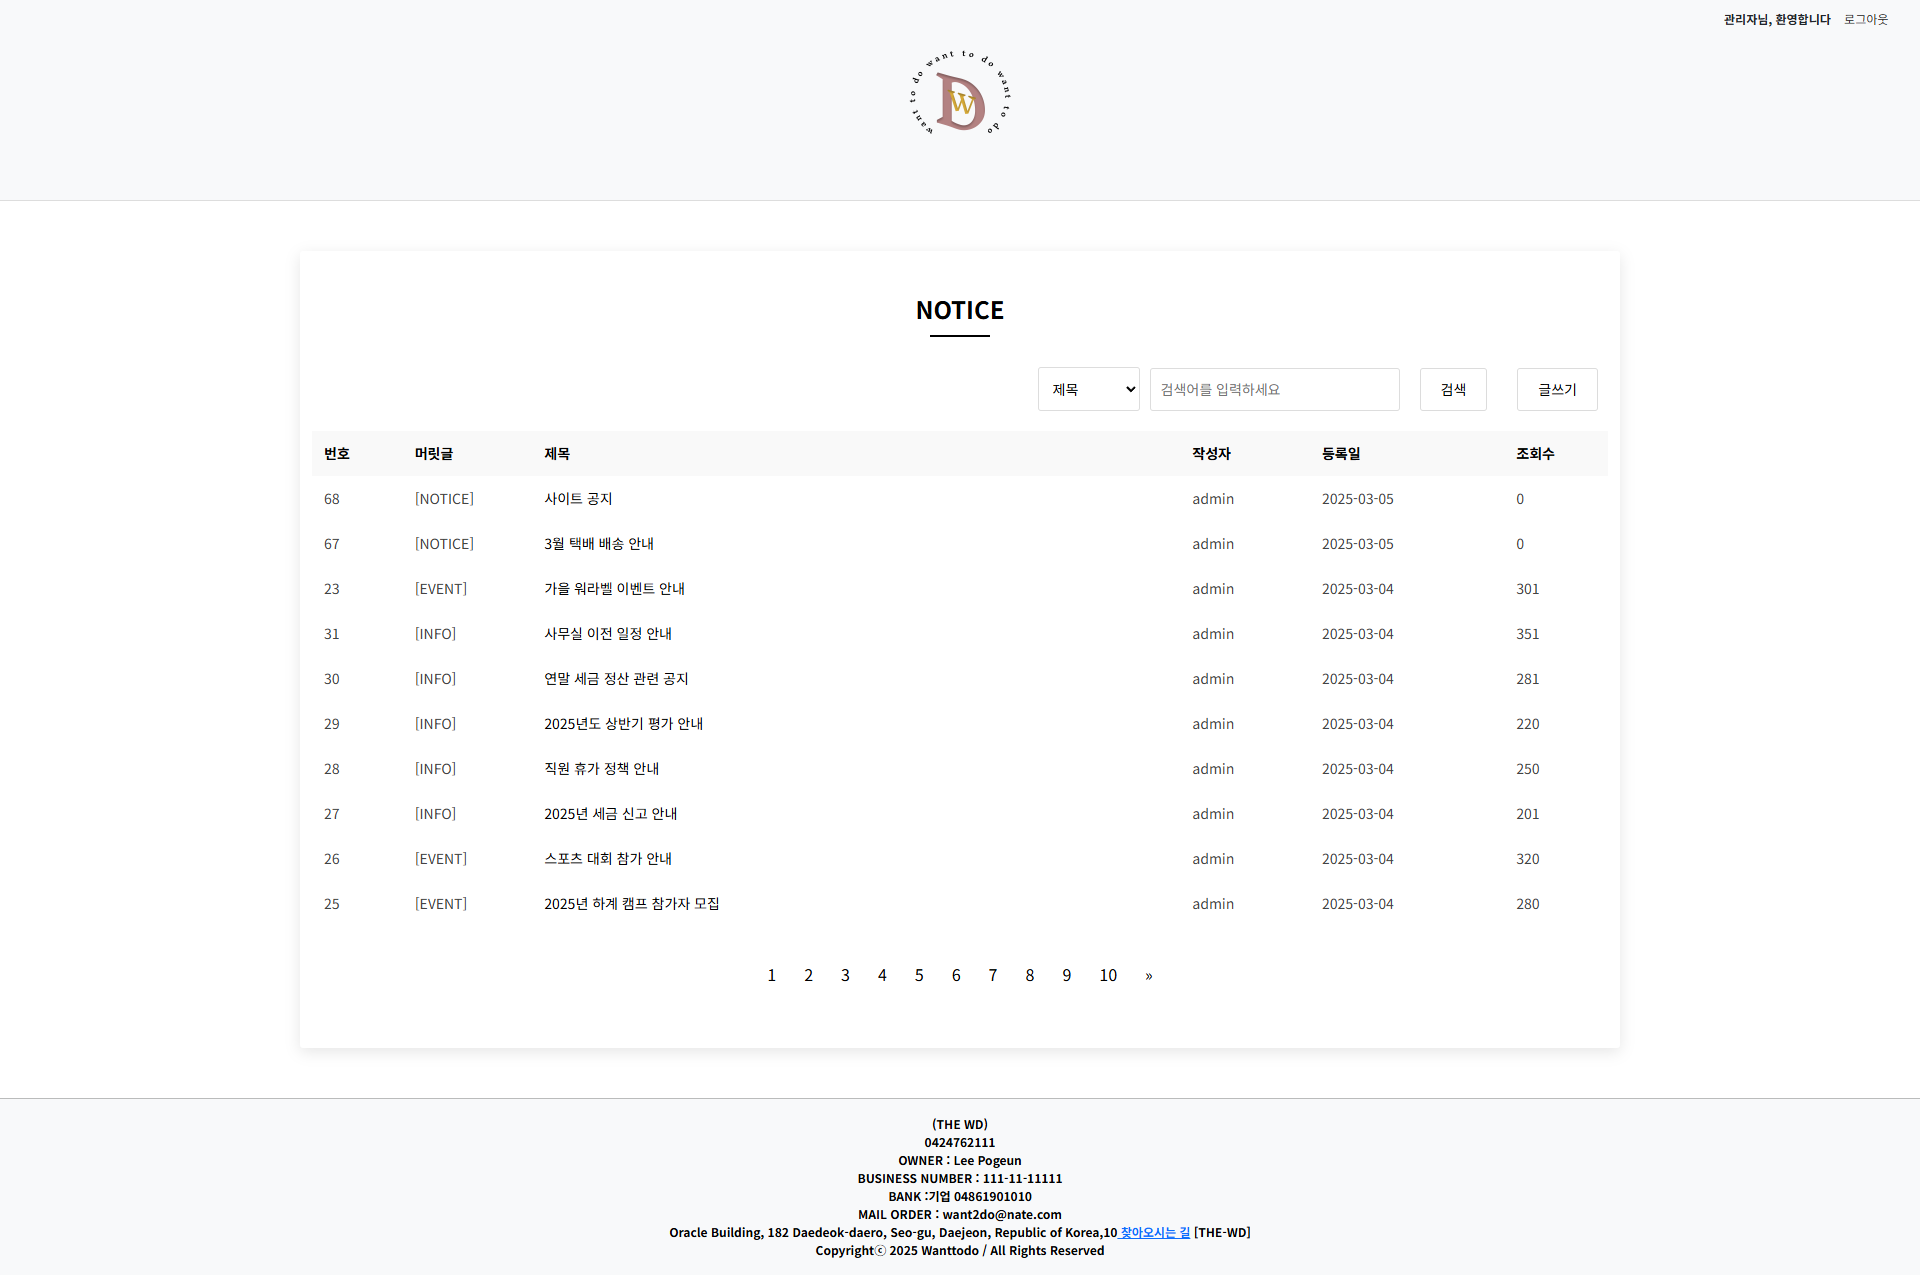 관리자님, 환영합니다 로그아웃
want to do want to do want to do
D W
NOTICE
제목 검색어를 입력하세요 검색 글쓰기
번호 머릿글 제목 작성자 등록일 조회수
68 [NOTICE] 사이트 공지 admin 2025-03-05 0
67 [NOTICE] 3월 택배 배송 안내 admin 2025-03-05 0
23 [EVENT] 가을 워라벨 이벤트 안내 admin 2025-03-04 301
31 [INFO] 사무실 이전 일정 안내 admin 2025-03-04 351
30 [INFO] 연말 세금 정산 관련 공지 admin 2025-03-04 281
29 [INFO] 2025년도 상반기 평가 안내 admin 2025-03-04 220
28 [INFO] 직원 휴가 정책 안내 admin 2025-03-04 250
27 [INFO] 2025년 세금 신고 안내 admin 2025-03-04 201
26 [EVENT] 스포츠 대회 참가 안내 admin 2025-03-04 320
25 [EVENT] 2025년 하계 캠프 참가자 모집 admin 2025-03-04 280
1 2 3 4 5 6 7 8 9 10 »
(THE WD)
0424762111
OWNER : Lee Pogeun
BUSINESS NUMBER : 111-11-11111
BANK :기업 04861901010
MAIL ORDER : want2do@nate.com
Oracle Building, 182 Daedeok-daero, Seo-gu, Daejeon, Republic of Korea,10 찾아오시는 길 [THE-WD]
Copyrightⓒ 2025 Wanttodo / All Rights Reserved